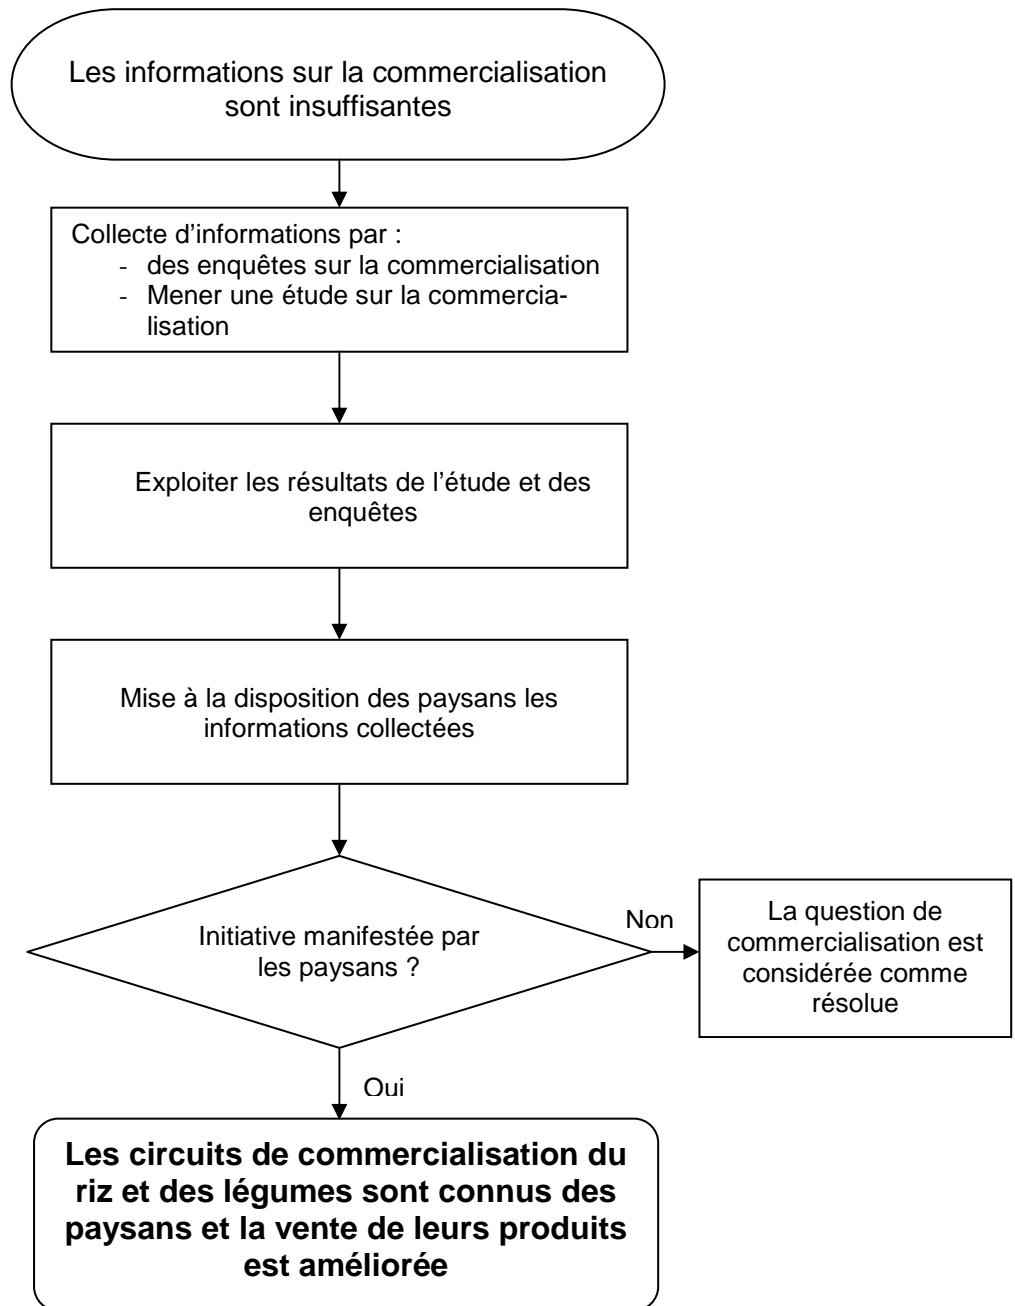 Les informations sur la commercialisation
sont insuffisantes
Collecte d’informations par :
- des enquêtes sur la commercialisation
- Mener une étude sur la commercia-
lisation
Exploiter les résultats de l’étude et des
enquêtes
Mise à la disposition des paysans les
informations collectées
Initiative manifestée par
les paysans ?
Non
La question de
commercialisation est
considérée comme
résolue
Oui
Les circuits de commercialisation du
riz et des légumes sont connus des
paysans et la vente de leurs produits
est améliorée